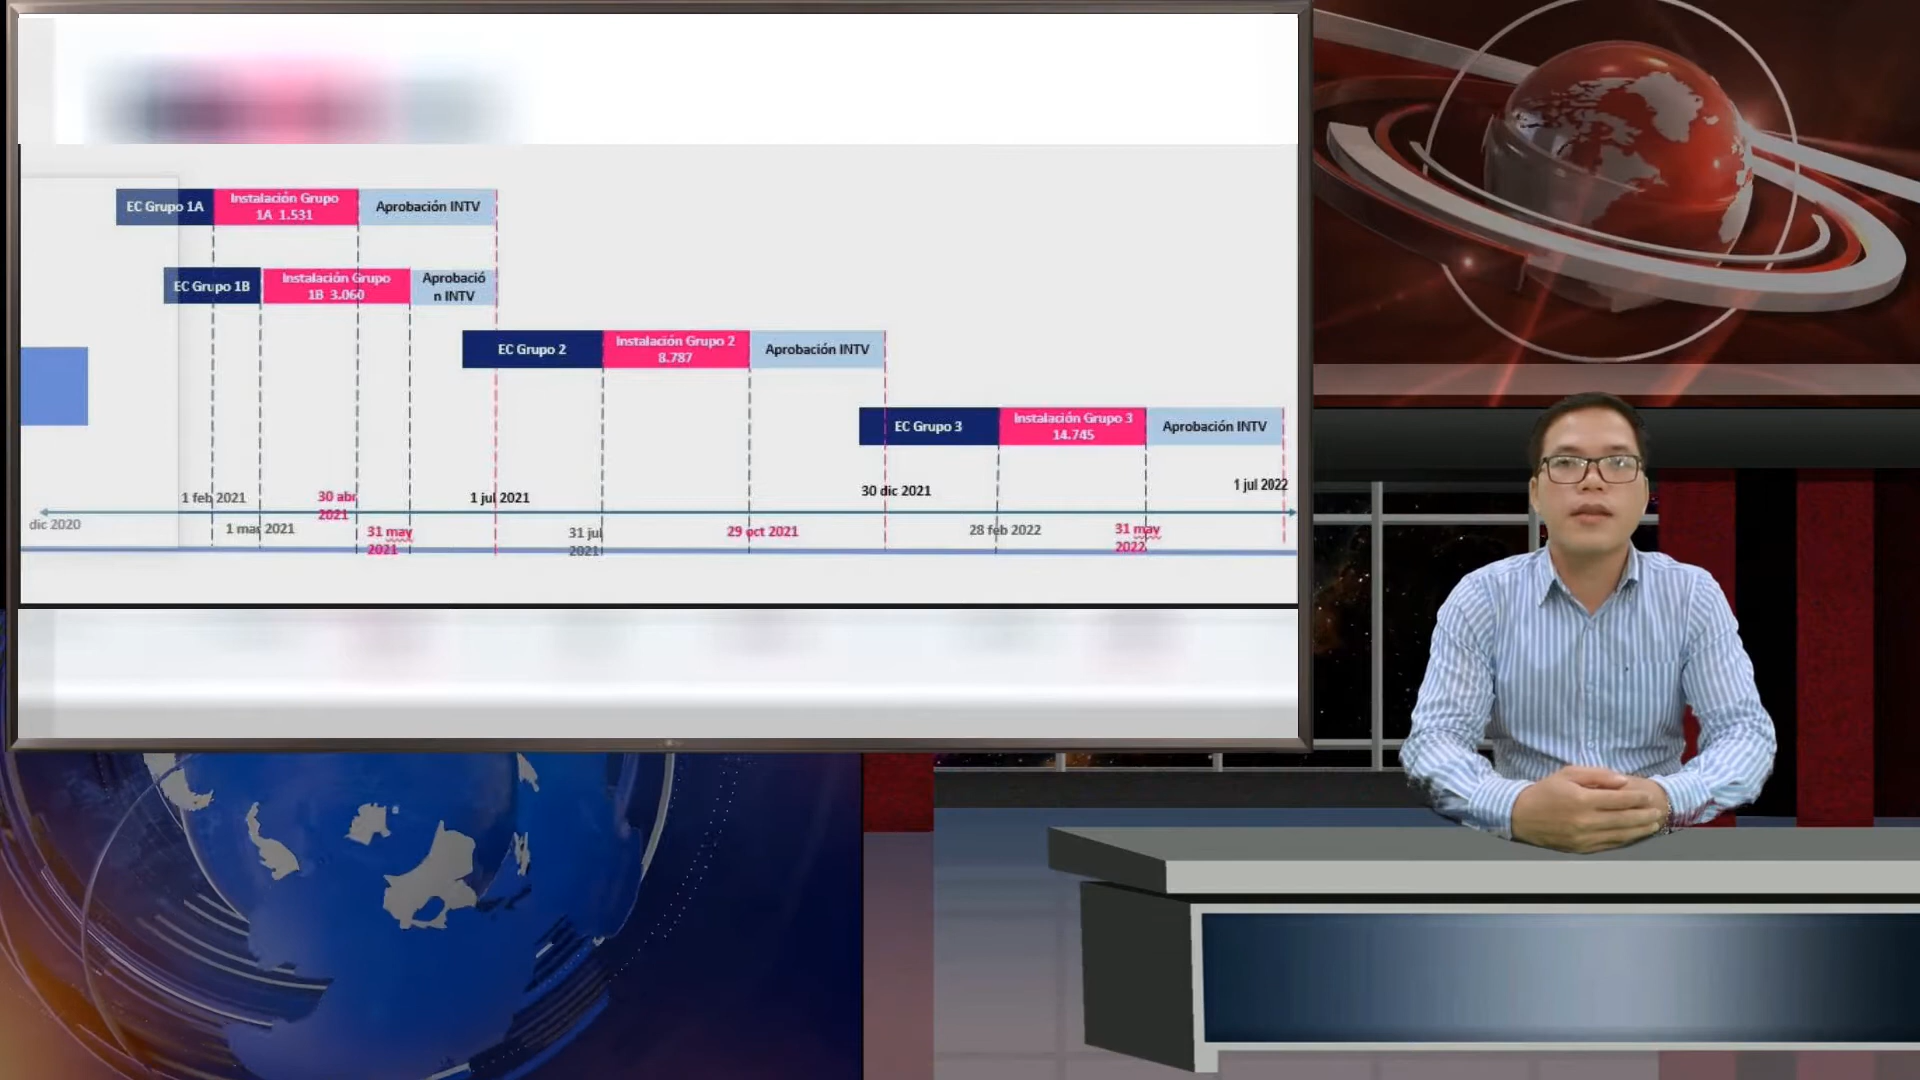 EC Grupo 1A
Instalación Grupo
1A 1.531
Aprobación INTV
EC Grupo 1B
Instalación Grupo
1B 3.060
Aprobació
n INTV
EC Grupo 2
Instalación Grupo 2
8.787
Aprobación INTV
EC Grupo 3
Instalación Grupo 3
14.745
Aprobación INTV
dic 2020
1 feb 2021
1 mar 2021
30 abr
2021
31 may
2021
1 jul 2021
31 jul
2021
29 oct 2021
30 dic 2021
28 feb 2022
31 may
2022
1 jul 2022